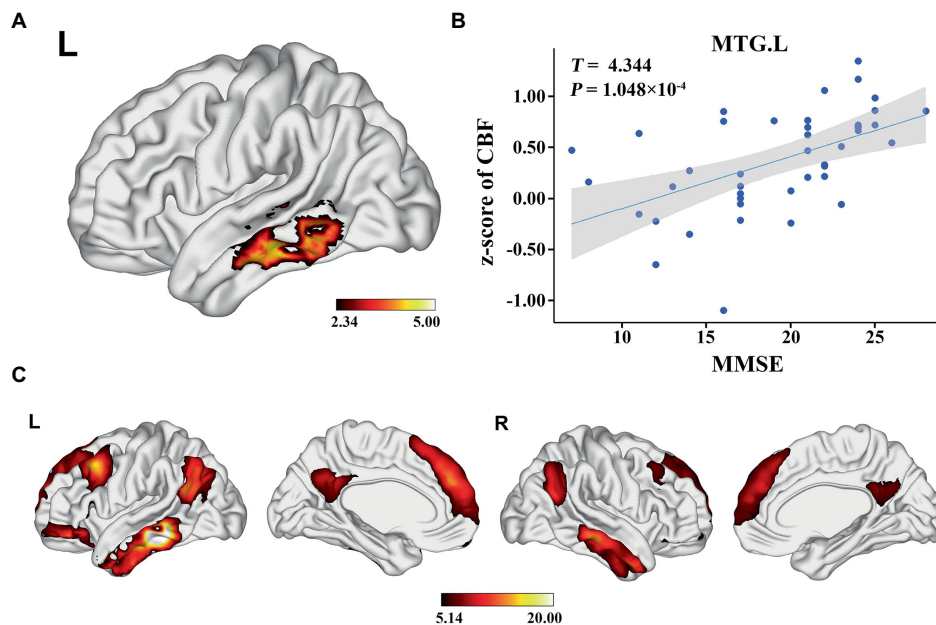 A
L
2.34 5.00
B
MTG.L
T = 4.344
P = 1.048×10⁻⁴
1.00
0.50
0.00
-0.50
-1.00
z-score of CBF
10 15 20 25
MMSE
C
L R
5.14 20.00